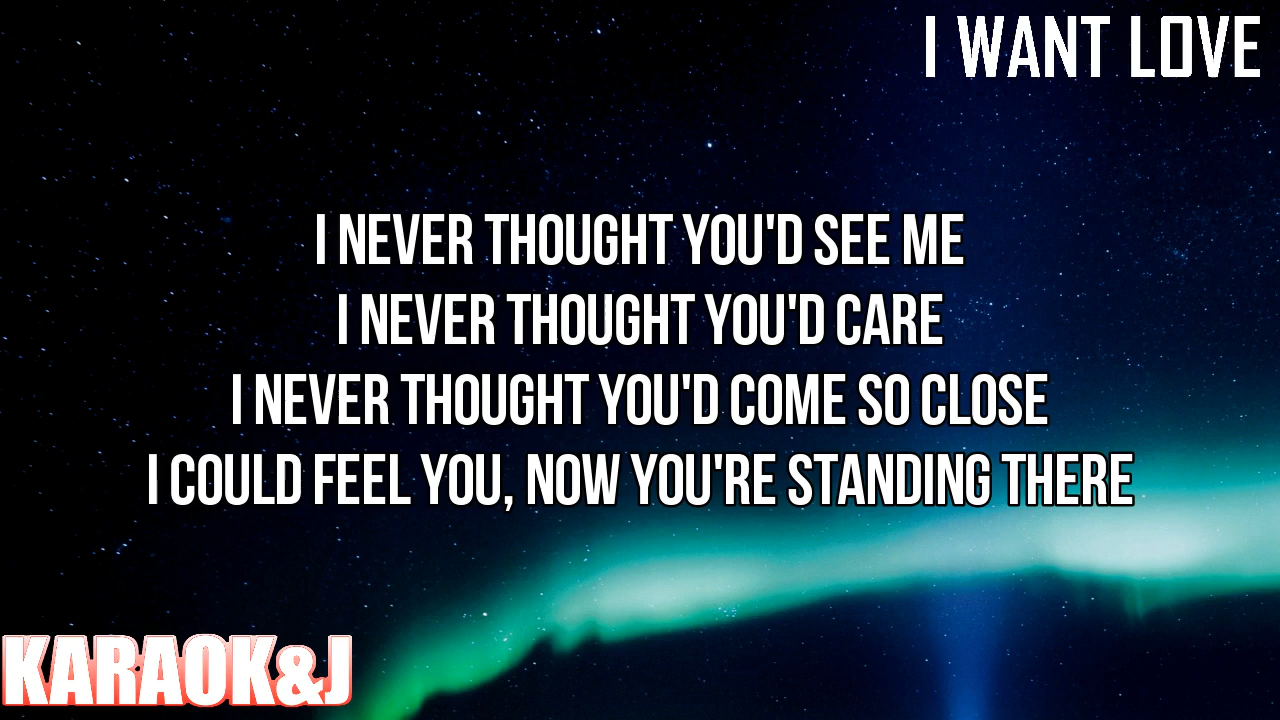 I WANT LOVE
I NEVER THOUGHT YOU'D SEE ME
I NEVER THOUGHT YOU'D CARE
I NEVER THOUGHT YOU'D COME SO CLOSE
I COULD FEEL YOU, NOW YOU'RE STANDING THERE
KARAOK&J